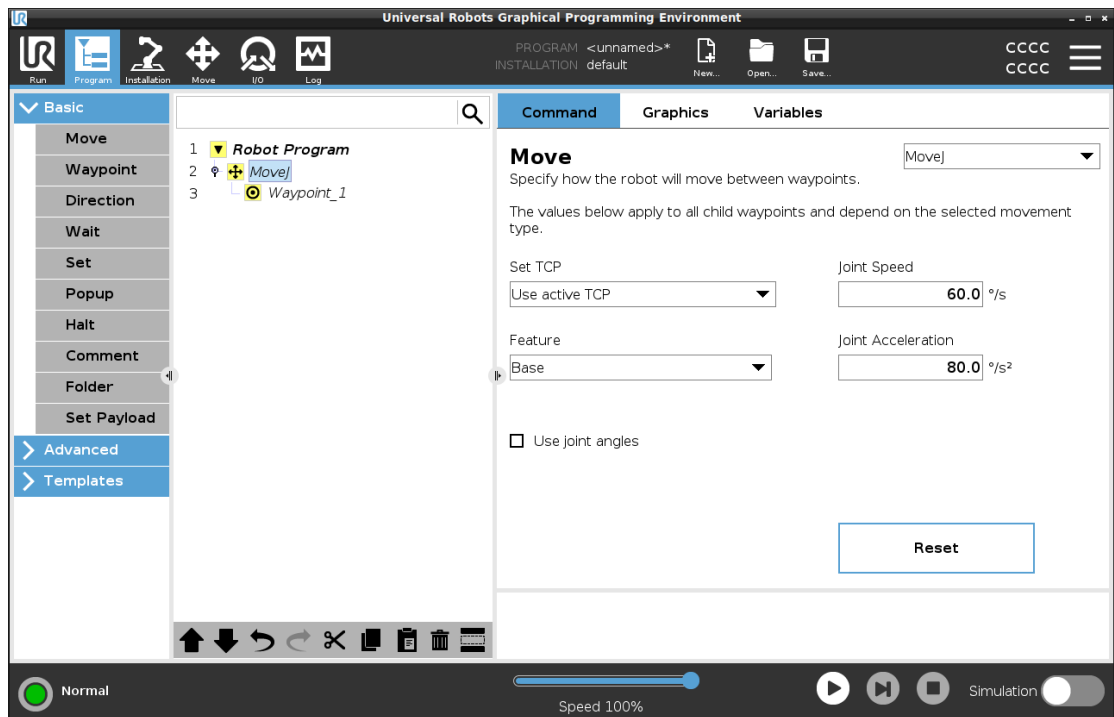 Universal Robots Graphical Programming Environment
UR
Run
Program
Installation
Move
I/O
Log
PROGRAM <unnamed>*
INSTALLATION default
New...
Open...
Save...
CCCC
CCCC
Basic
Move
Waypoint
Direction
Wait
Set
Popup
Halt
Comment
Folder
Set Payload
Advanced
Templates
1 Robot Program
2 MoveJ
3 Waypoint_1
Command Graphics Variables
Move
MoveJ
Specify how the robot will move between waypoints.
The values below apply to all child waypoints and depend on the selected movement
type.
Set TCP
Use active TCP
Joint Speed
60.0 °/s
Feature
Base
Joint Acceleration
80.0 °/s²
Use joint angles
Reset
Normal
Speed 100%
Simulation